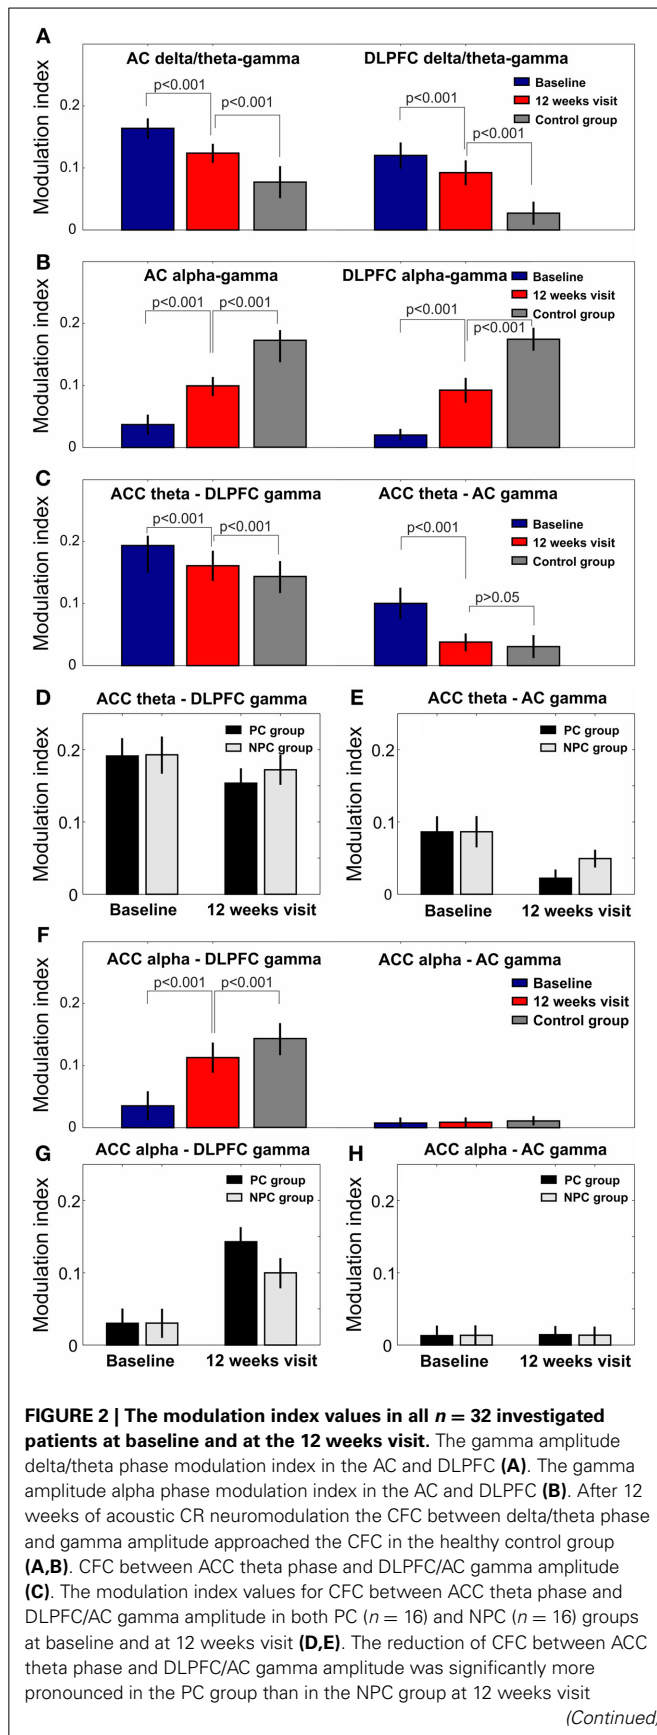 A
AC delta/theta-gamma
DLPFC delta/theta-gamma
Modulation index
0.2
0.1
0
p<0.001
p<0.001
p<0.001
p<0.001
Baseline
12 weeks visit
Control group
B
AC alpha-gamma
DLPFC alpha-gamma
Modulation index
0.2
0.1
0
p<0.001
p<0.001
p<0.001
p<0.001
Baseline
12 weeks visit
Control group
C
ACC theta - DLPFC gamma
ACC theta - AC gamma
Modulation index
0.2
0.1
0
p<0.001
p<0.001
p<0.001
p>0.05
Baseline
12 weeks visit
Control group
D
ACC theta - DLPFC gamma
Modulation index
0.2
0.1
0
PC group
NPC group
Baseline
12 weeks visit
E
ACC theta - AC gamma
Modulation index
0.2
0.1
0
PC group
NPC group
Baseline
12 weeks visit
F
ACC alpha - DLPFC gamma
ACC alpha - AC gamma
Modulation index
0.2
0.1
0
p<0.001
p<0.001
Baseline
12 weeks visit
Control group
G
ACC alpha - DLPFC gamma
Modulation index
0.2
0.1
0
PC group
NPC group
Baseline
12 weeks visit
H
ACC alpha - AC gamma
Modulation index
0.2
0.1
0
PC group
NPC group
Baseline
12 weeks visit
FIGURE 2 | The modulation index values in all n = 32 investigated
patients at baseline and at the 12 weeks visit. The gamma amplitude
delta/theta phase modulation index in the AC and DLPFC (A). The gamma
amplitude alpha phase modulation index in the AC and DLPFC (B). After 12
weeks of acoustic CR neuromodulation the CFC between delta/theta phase
and gamma amplitude approached the CFC in the healthy control group
(A,B). CFC between ACC theta phase and DLPFC/AC gamma amplitude
(C). The modulation index values for CFC between ACC theta phase and
DLPFC/AC gamma amplitude in both PC (n = 16) and NPC (n = 16) groups
at baseline and at 12 weeks visit (D,E). The reduction of CFC between ACC
theta phase and DLPFC/AC gamma amplitude was significantly more
pronounced in the PC group than in the NPC group at 12 weeks visit
(Continued)